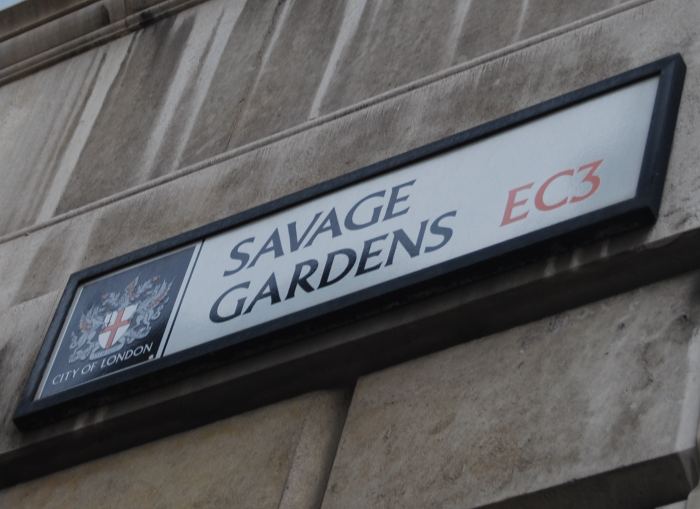 SAVAGE
GARDENS
EC3
CITY OF LONDON